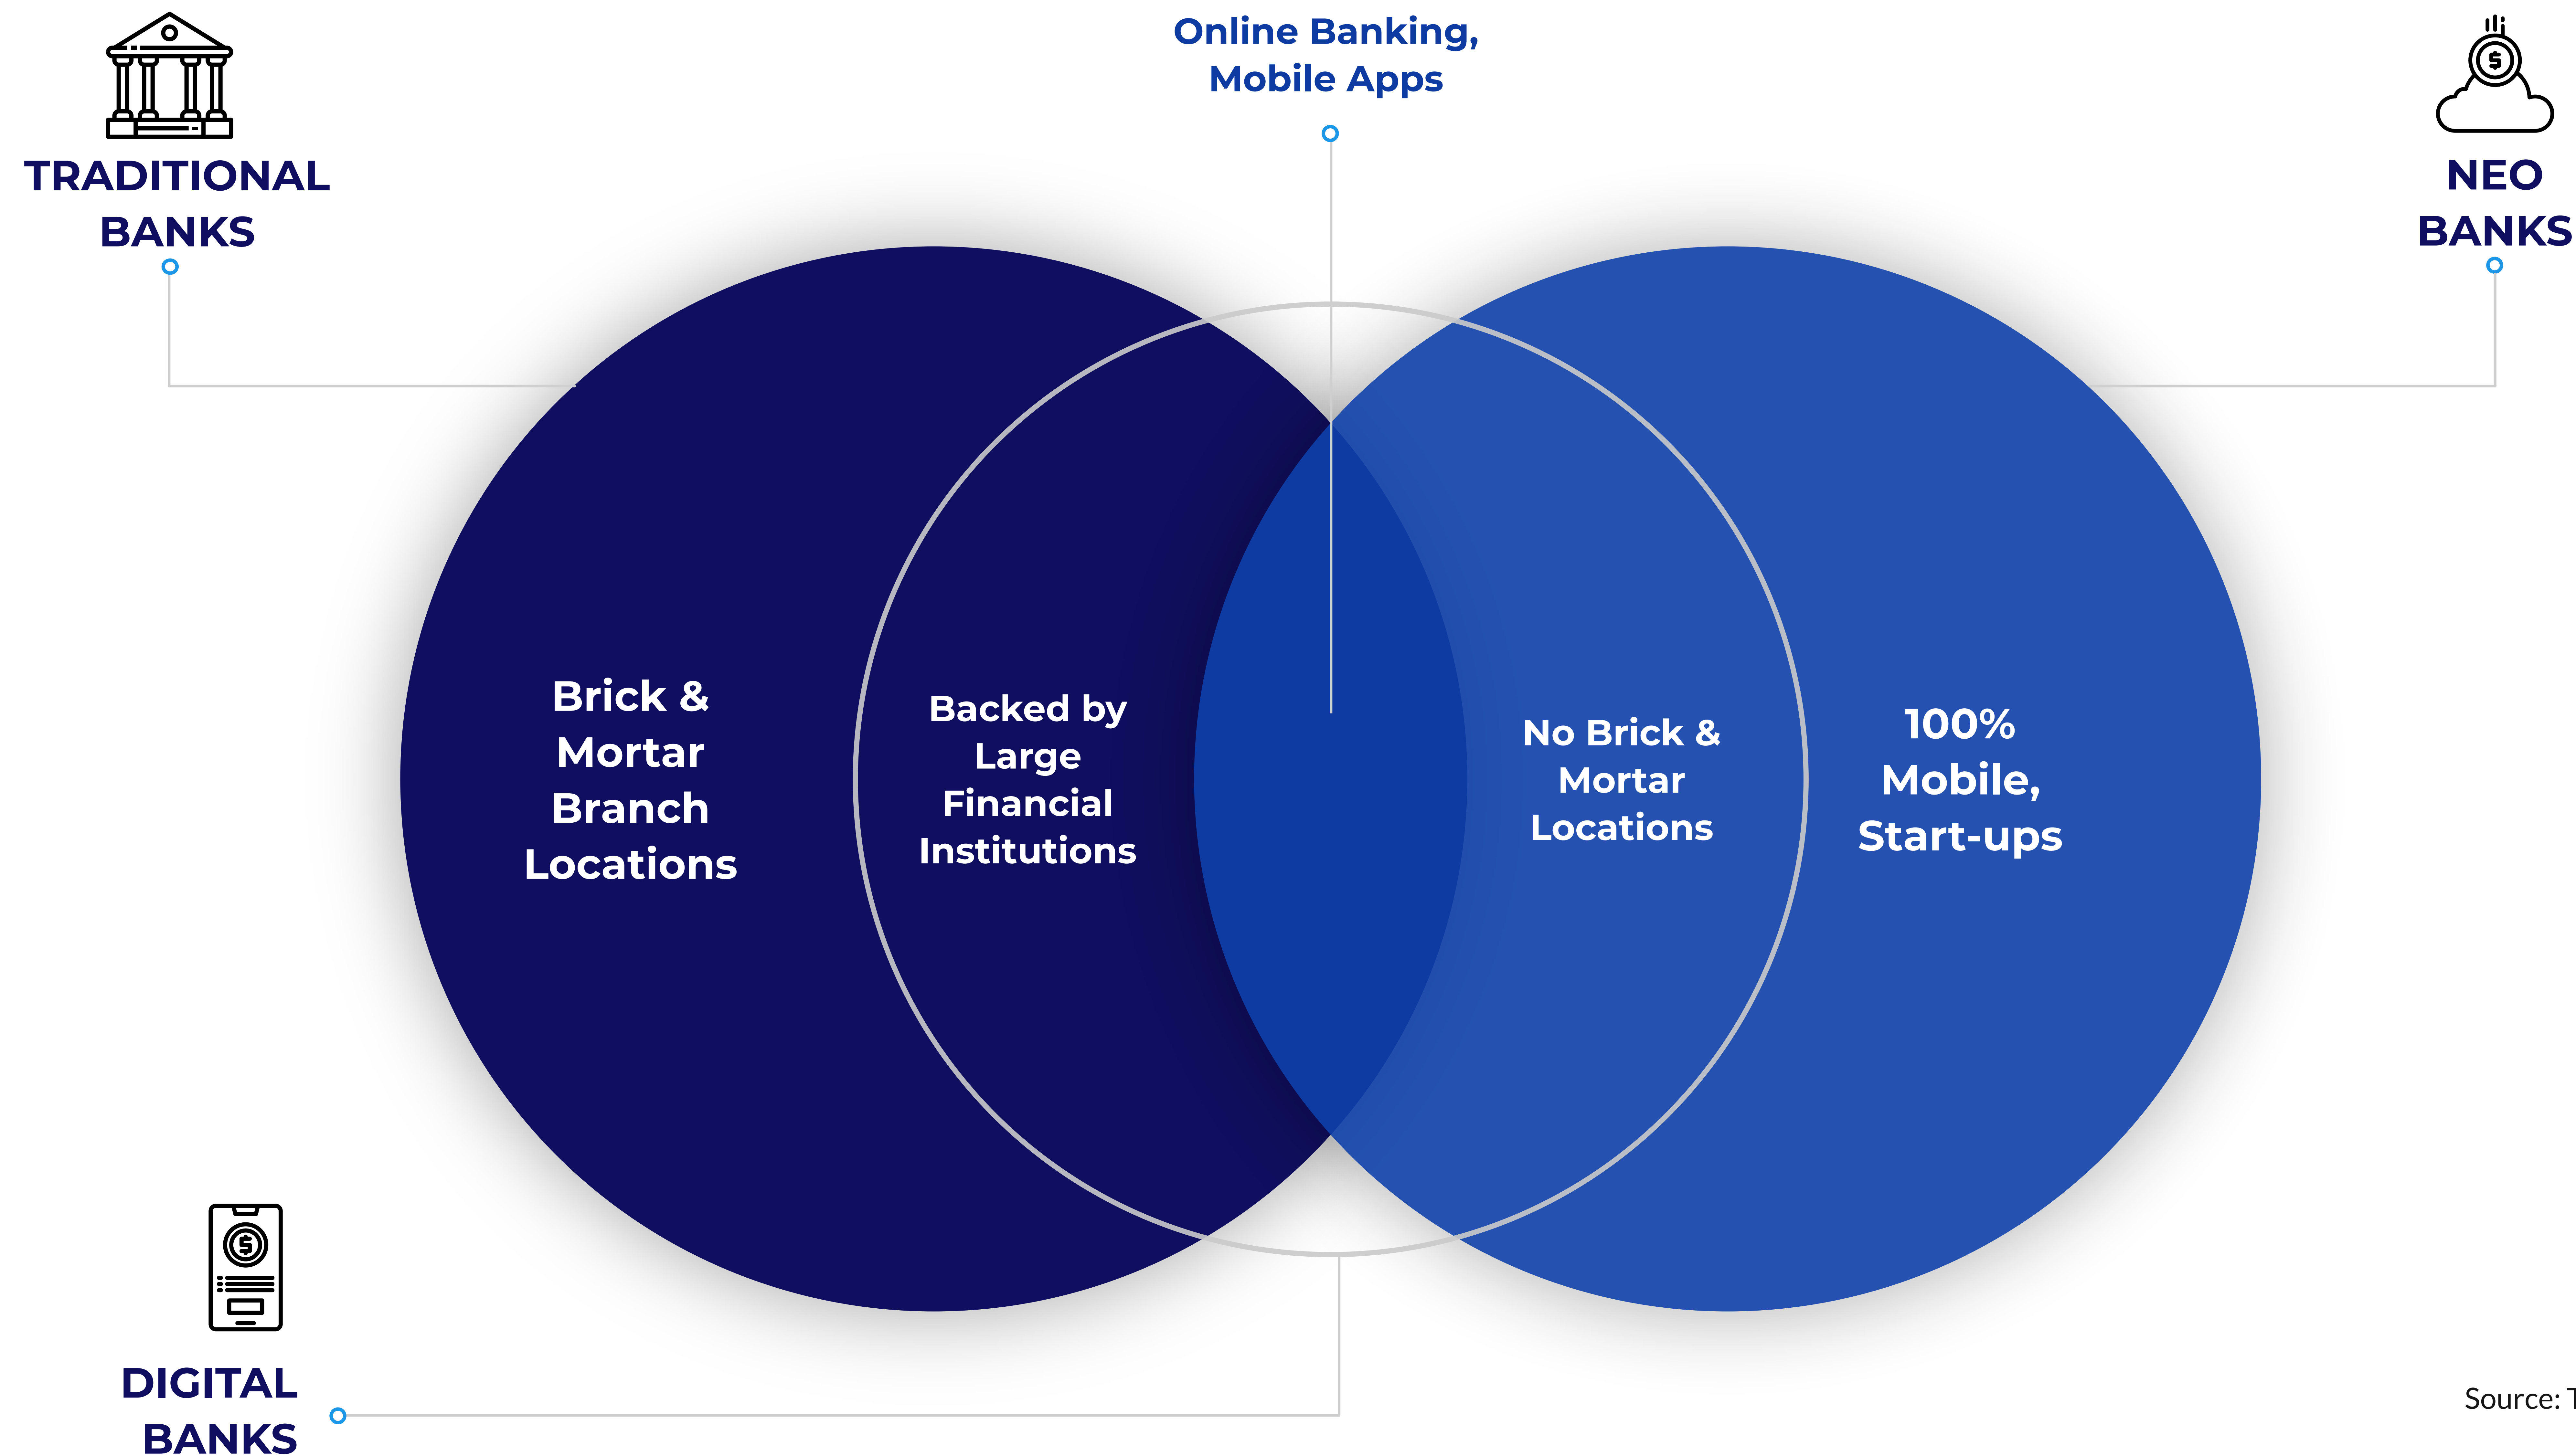 Online Banking,
Mobile Apps
TRADITIONAL
BANKS
NEO
BANKS
Brick &
Mortar
Branch
Locations
Backed by
Large
Financial
Institutions
No Brick &
Mortar
Locations
100%
Mobile,
Start-ups
DIGITAL
BANKS
Source: